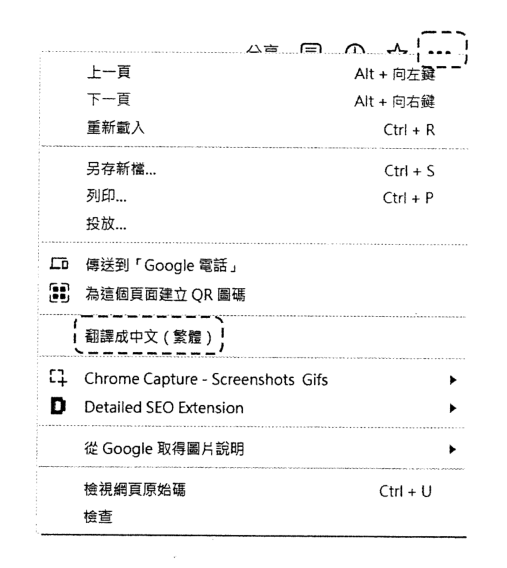 分享
上一頁 Alt + 向左鍵
下一頁 Alt + 向右鍵
重新載入 Ctrl + R
另存新檔... Ctrl + S
列印... Ctrl + P
投放...
傳送到「Google 電話」
為這個頁面建立 QR 圖碼
翻譯成中文(繁體)
Chrome Capture - Screenshots Gifs
Detailed SEO Extension
從 Google 取得圖片說明
檢視網頁原始碼 Ctrl + U
檢查